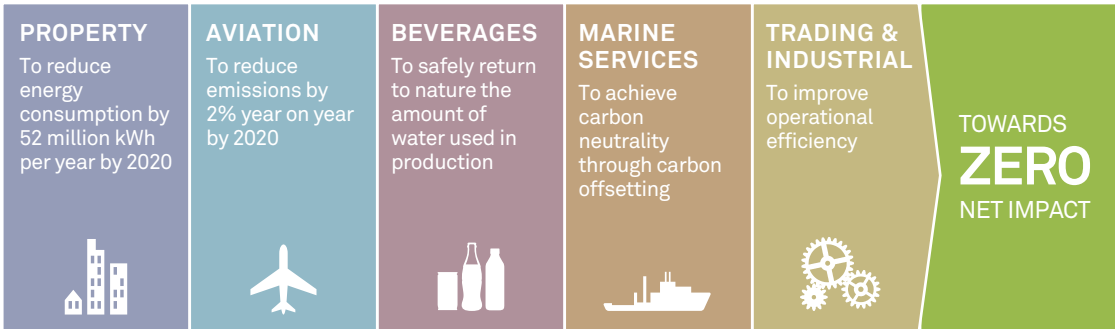 PROPERTY
To reduce
energy
consumption by
52 million kWh
per year by 2020
AVIATION
To reduce
emissions by
2% year on year
by 2020
BEVERAGES
To safely return
to nature the
amount of
water used in
production
MARINE
SERVICES
To achieve
carbon
neutrality
through carbon
offsetting
TRADING &
INDUSTRIAL
To improve
operational
efficiency
TOWARDS
ZERO
NET IMPACT